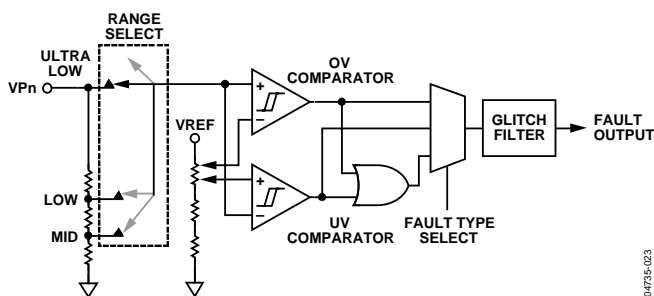 RANGE
SELECT
ULTRA
LOW
VPn
LOW
MID
VREF
OV
COMPARATOR
+
−
+
−
UV
COMPARATOR
FAULT TYPE
SELECT
GLITCH
FILTER
FAULT
OUTPUT
04735-023